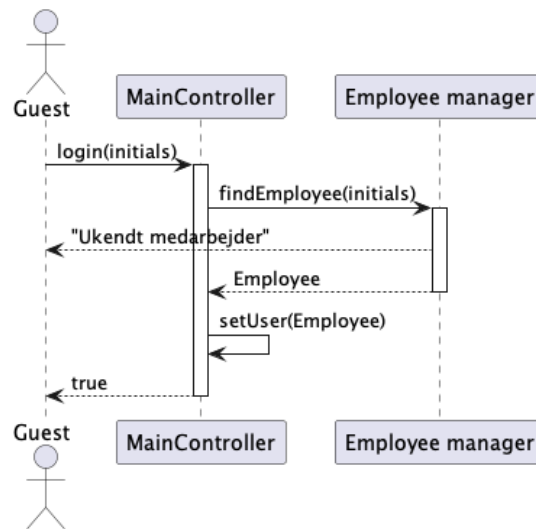 Guest
MainController
Employee manager
login(initials)
findEmployee(initials)
"Ukendt medarbejder"
Employee
setUser(Employee)
true
Guest
MainController
Employee manager